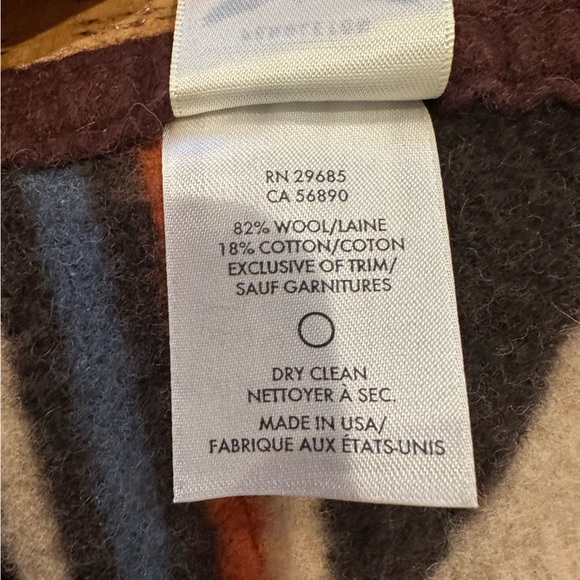 RN 29685
CA 56890
82% WOOL/LAINE
18% COTTON/COTON
EXCLUSIVE OF TRIM/
SAUF GARNITURES
DRY CLEAN
NETTOYER À SEC.
MADE IN USA/
FABRIQUE AUX ÉTATS-UNIS